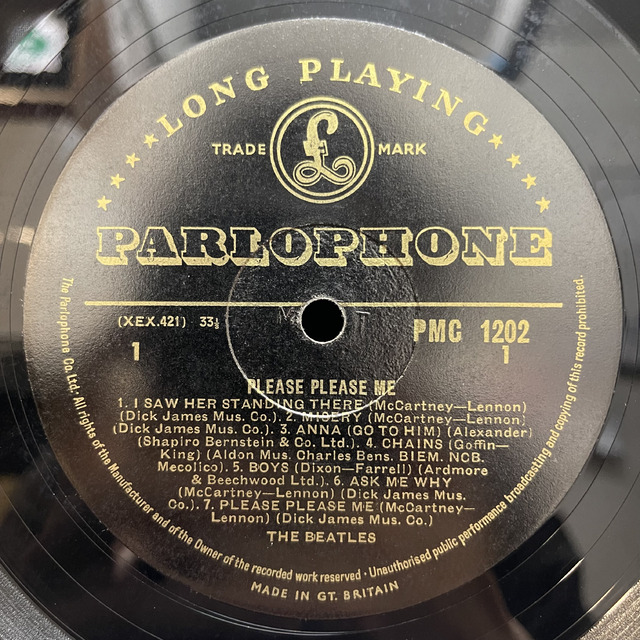 ★★★★★LONG PLAYING★★★★★
TRADE £ MARK
PARLOPHONE
(XEX.421) 33⅓ PMC 1202
1 1
PLEASE PLEASE ME
1. I SAW HER STANDING THERE (McCartney—Lennon)
(Dick James Mus. Co.) 2. MISERY (McCartney—Lennon)
(Dick James Mus. Co.) 3. ANNA (GO TO HIM) (Alexander)
(Shapiro Bernstein & Co. Ltd.) 4. CHAINS (Goffin—
King) (Aldon Mus. Charles Bens. BIEM. NCB.
Mecolico). 5. BOYS (Dixon—Farrell) (Ardmore
& Beechwood Ltd.) 6. ASK ME WHY
(McCartney—Lennon) (Dick James Mus.
Co.). 7. PLEASE PLEASE ME (McCartney—
Lennon) (Dick James Mus. Co.)
THE BEATLES
The Parlophone Co. Ltd. All rights of the Manufacturer and of the Owner of the recorded work reserved · Unauthorised public performance broadcasting and copying of this record prohibited.
MADE IN GT. BRITAIN